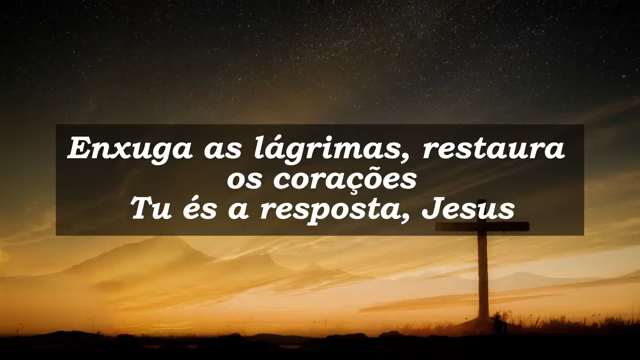 Enxuga as lágrimas, restaura
os corações
Tu és a resposta, Jesus